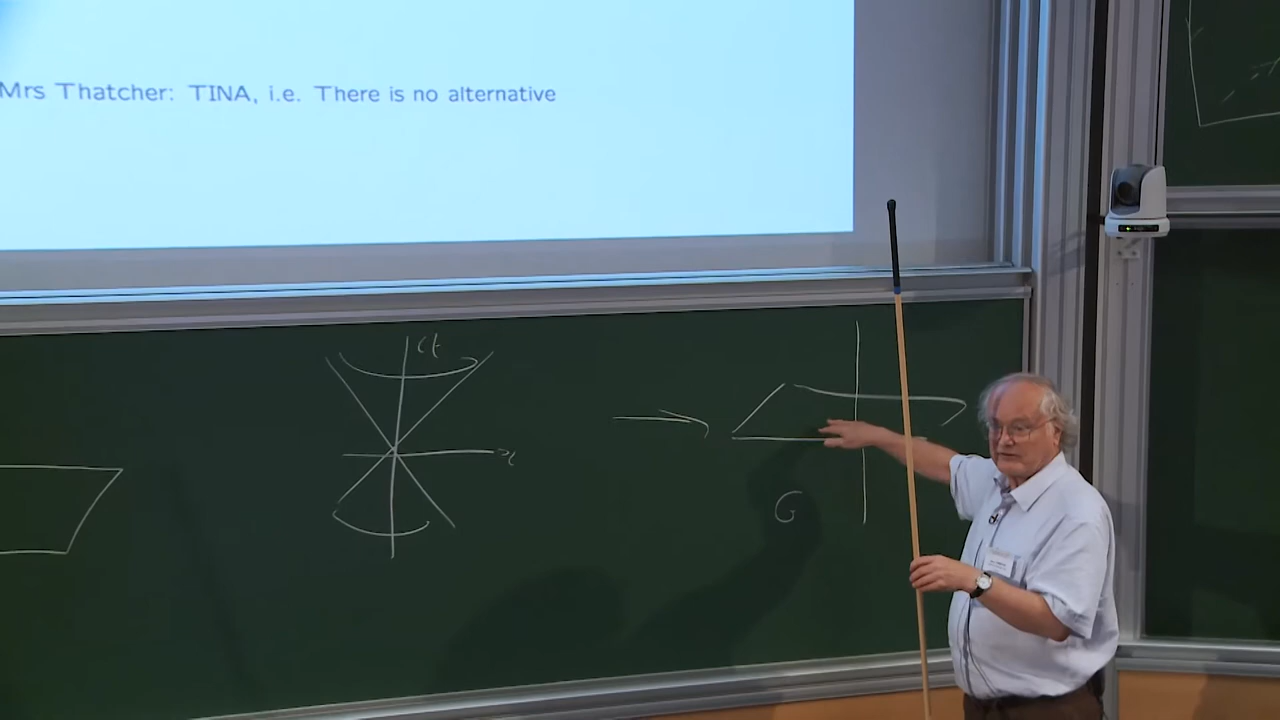 Mrs Thatcher: TINA, i.e. There is no alternative
ct
x
G